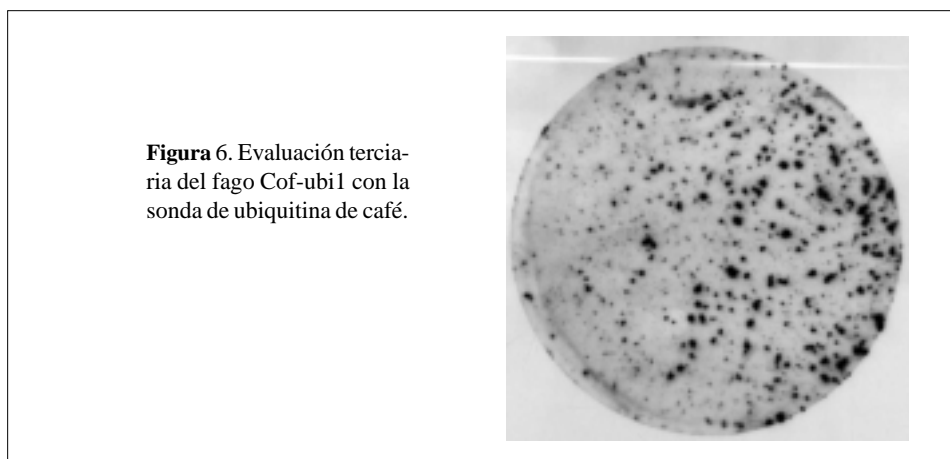 Figura 6. Evaluación tercia-
ria del fago Cof-ubi1 con la
sonda de ubiquitina de café.